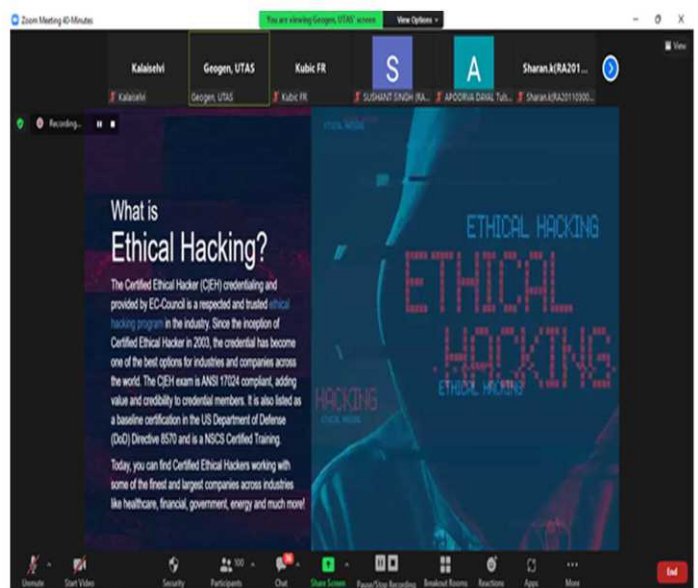 Zoom Meeting 40-Minutes
You are viewing Geogen, UTAS' screen
View Options
View
Kalaiselvi
Geogen, UTAS
Kubic FR
S
A
Sharan.k(RA201...
Kalaiselvi
Geogen, UTAS
Kubic FR
SUSHANT SINGH (RA...
APOORVA DAYAL Tuls...
Sharan.k(RA20110300...
Recording...
What is
Ethical Hacking?
The Certified Ethical Hacker (C|EH) credentialing and
provided by EC-Council is a respected and trusted ethical
hacking program in the industry. Since the inception of
Certified Ethical Hacker in 2003, the credential has become
one of the best options for industries and companies across
the world. The C|EH exam is ANSI 17024 compliant, adding
value and credibility to credential members. It is also listed as
a baseline certification in the US Department of Defense
(DoD) Directive 8570 and is a NSCS Certified Training.
Today, you can find Certified Ethical Hackers working with
some of the finest and largest companies across industries
like healthcare, financial, government, energy and much more!
ETHICAL HACKING
ETHICAL HACKING
ETHICAL
HACKING
ETHICAL HACKING
HACKING
ETHICAL HACKING
Unmute
Start Video
Security
Participants
100
Chat
Share Screen
Pause/Stop Recording
Breakout Rooms
Reactions
Apps
More
End